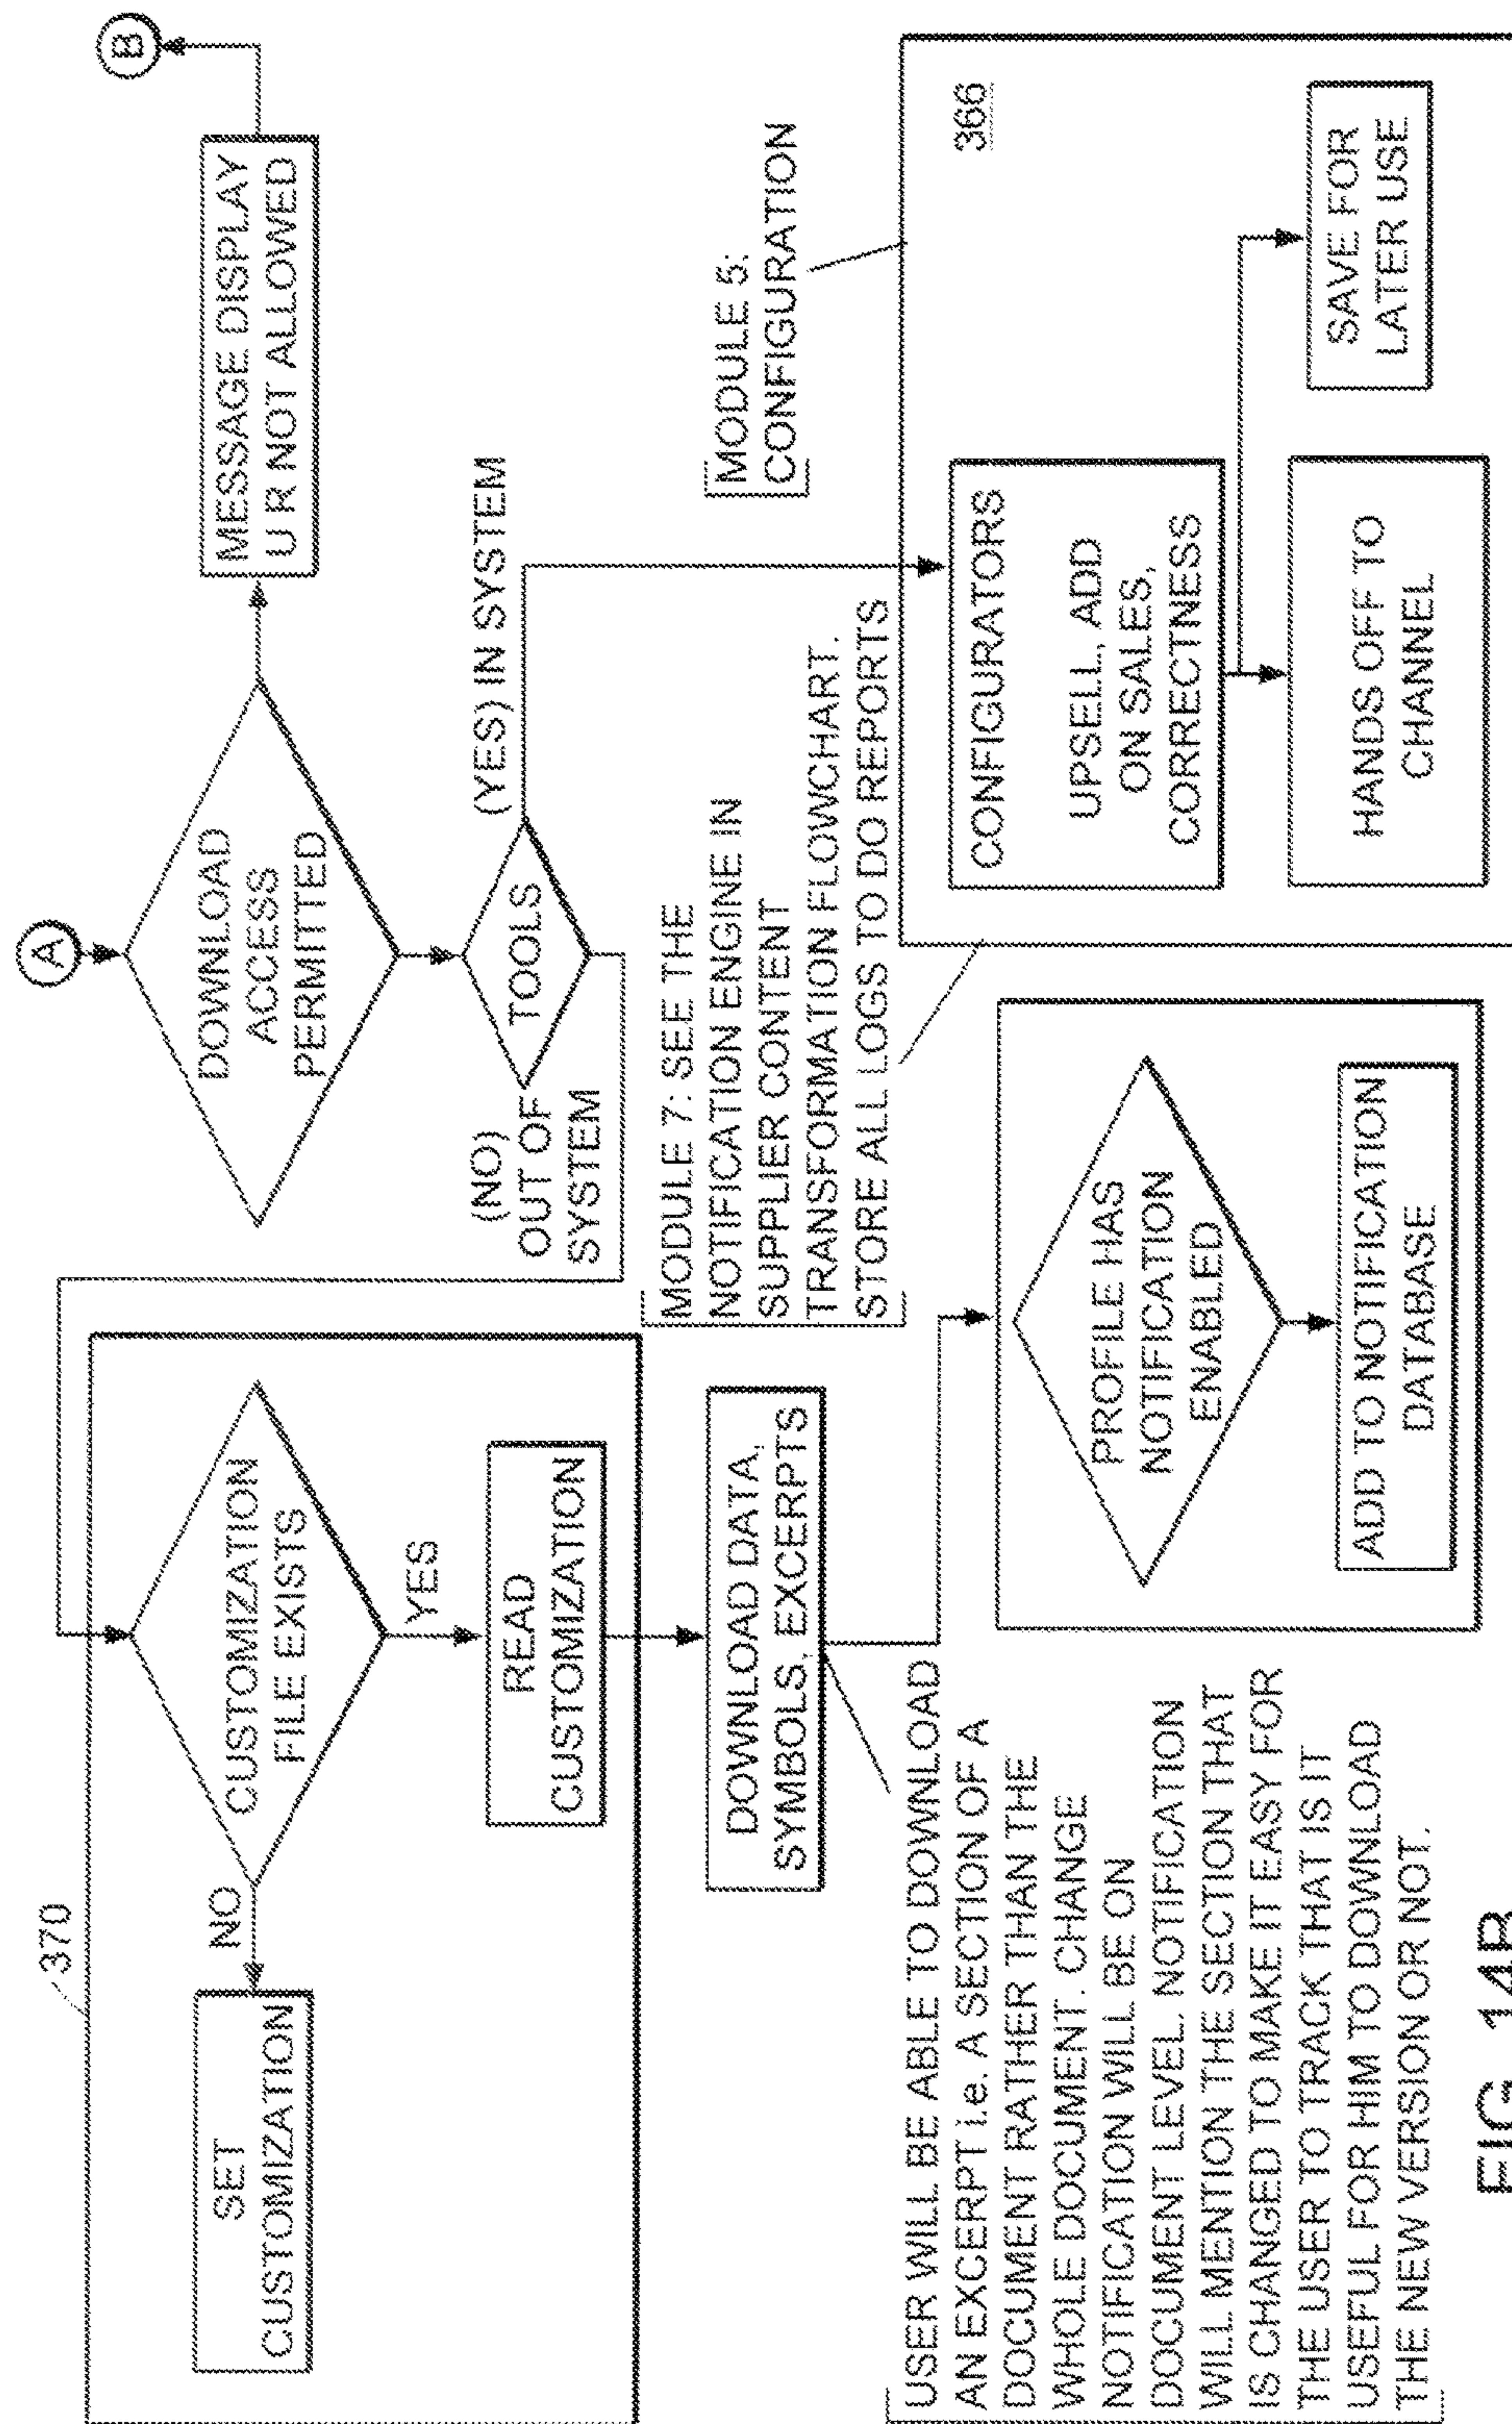 A
DOWNLOAD
ACCESS
PERMITTED
MESSAGE DISPLAY
U R NOT ALLOWED
B
TOOLS
(YES) IN SYSTEM
(NO)
OUT OF
SYSTEM
370
CUSTOMIZATION
FILE EXISTS
NO
SET
CUSTOMIZATION
YES
READ
CUSTOMIZATION
DOWNLOAD DATA,
SYMBOLS, EXCERPTS
MODULE 5:
CONFIGURATION
366
CONFIGURATORS
UPSELL, ADD
ON SALES,
CORRECTNESS
SAVE FOR
LATER USE
HANDS OFF TO
CHANNEL
MODULE 7: SEE THE
NOTIFICATION ENGINE IN
SUPPLIER CONTENT
TRANSFORMATION FLOWCHART.
STORE ALL LOGS TO DO REPORTS
PROFILE HAS
NOTIFICATION
ENABLED
ADD TO NOTIFICATION
DATABASE
USER WILL BE ABLE TO DOWNLOAD
AN EXCERPT i.e. A SECTION OF A
DOCUMENT RATHER THAN THE
WHOLE DOCUMENT. CHANGE
NOTIFICATION WILL BE ON
DOCUMENT LEVEL. NOTIFICATION
WILL MENTION THE SECTION THAT
IS CHANGED TO MAKE IT EASY FOR
THE USER TO TRACK THAT IS IT
USEFUL FOR HIM TO DOWNLOAD
THE NEW VERSION OR NOT.
FIG. 14B